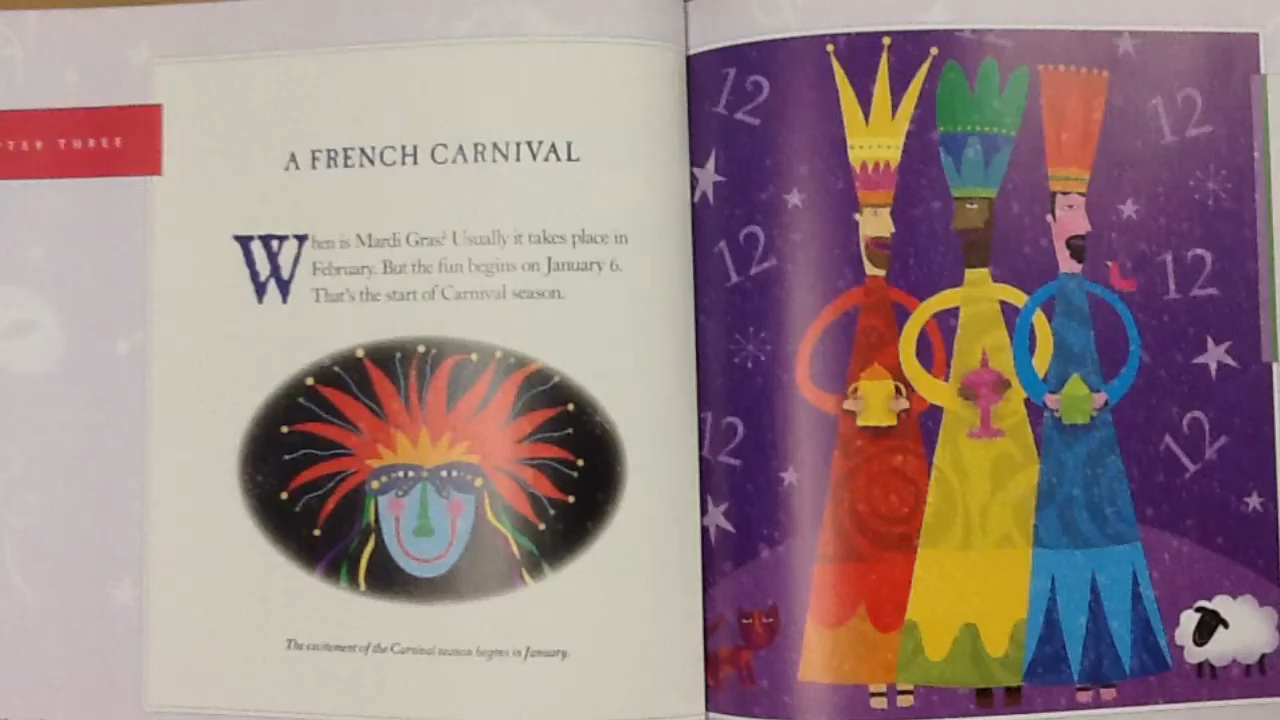 TER THREE
A FRENCH CARNIVAL
When is Mardi Gras? Usually it takes place in
February. But the fun begins on January 6.
That's the start of Carnival season.
The excitement of the Carnival season begins in January.
12
12
12
12
12
12